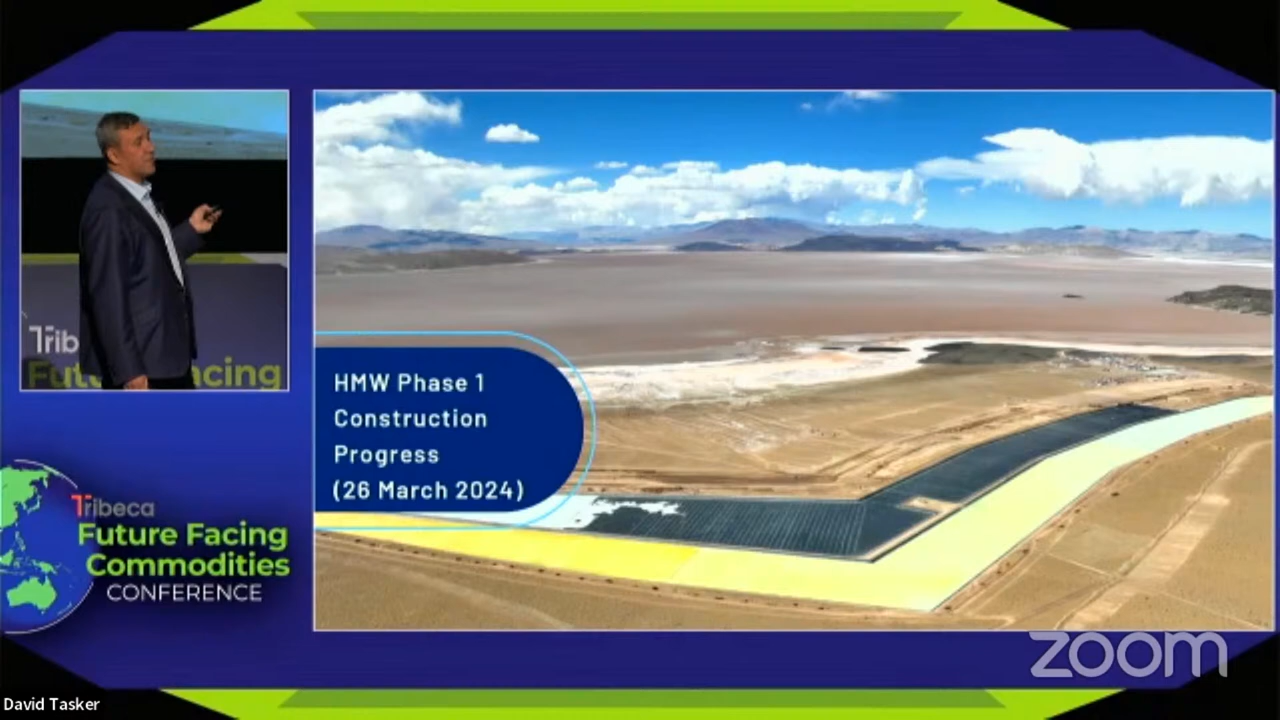 Trib
Future Facing
Tribeca
Future Facing
Commodities
CONFERENCE
HMW Phase 1
Construction
Progress
(26 March 2024)
zoom
David Tasker